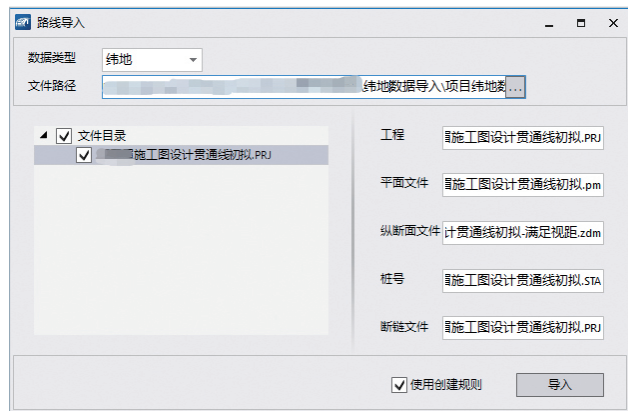 路线导入
数据类型 纬地
文件路径 纬地数据导入\项目纬地数 ...
文件目录
施工图设计贯通线初拟.PRJ
工程 施工图设计贯通线初拟.PRJ
平面文件 施工图设计贯通线初拟.pm
纵断面文件 计贯通线初拟-满足视距.zdm
桩号 施工图设计贯通线初拟.STA
断链文件 施工图设计贯通线初拟.PRJ
使用创建规则 导入